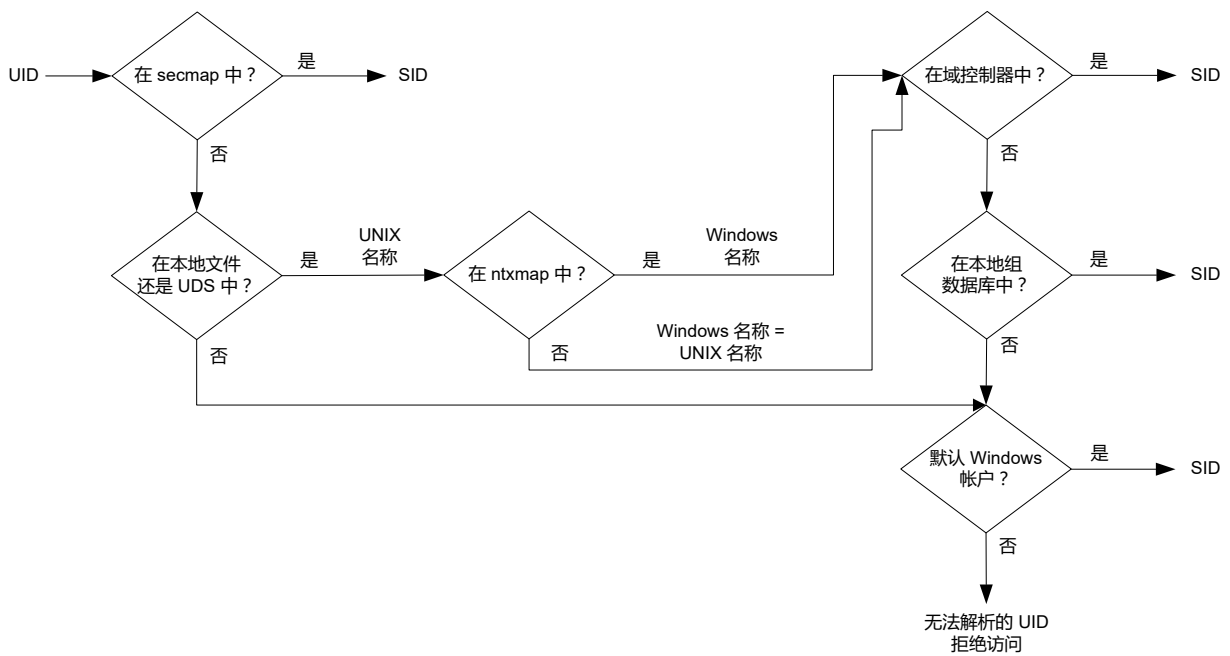 UID
在 secmap 中？
是
SID
否
在本地文件
还是 UDS 中？
是
UNIX
名称
否
在 ntxmap 中？
是
Windows
名称
否
Windows 名称 =
UNIX 名称
在域控制器中？
是
SID
否
在本地组
数据库中？
是
SID
否
默认 Windows
帐户？
是
SID
否
无法解析的 UID
拒绝访问